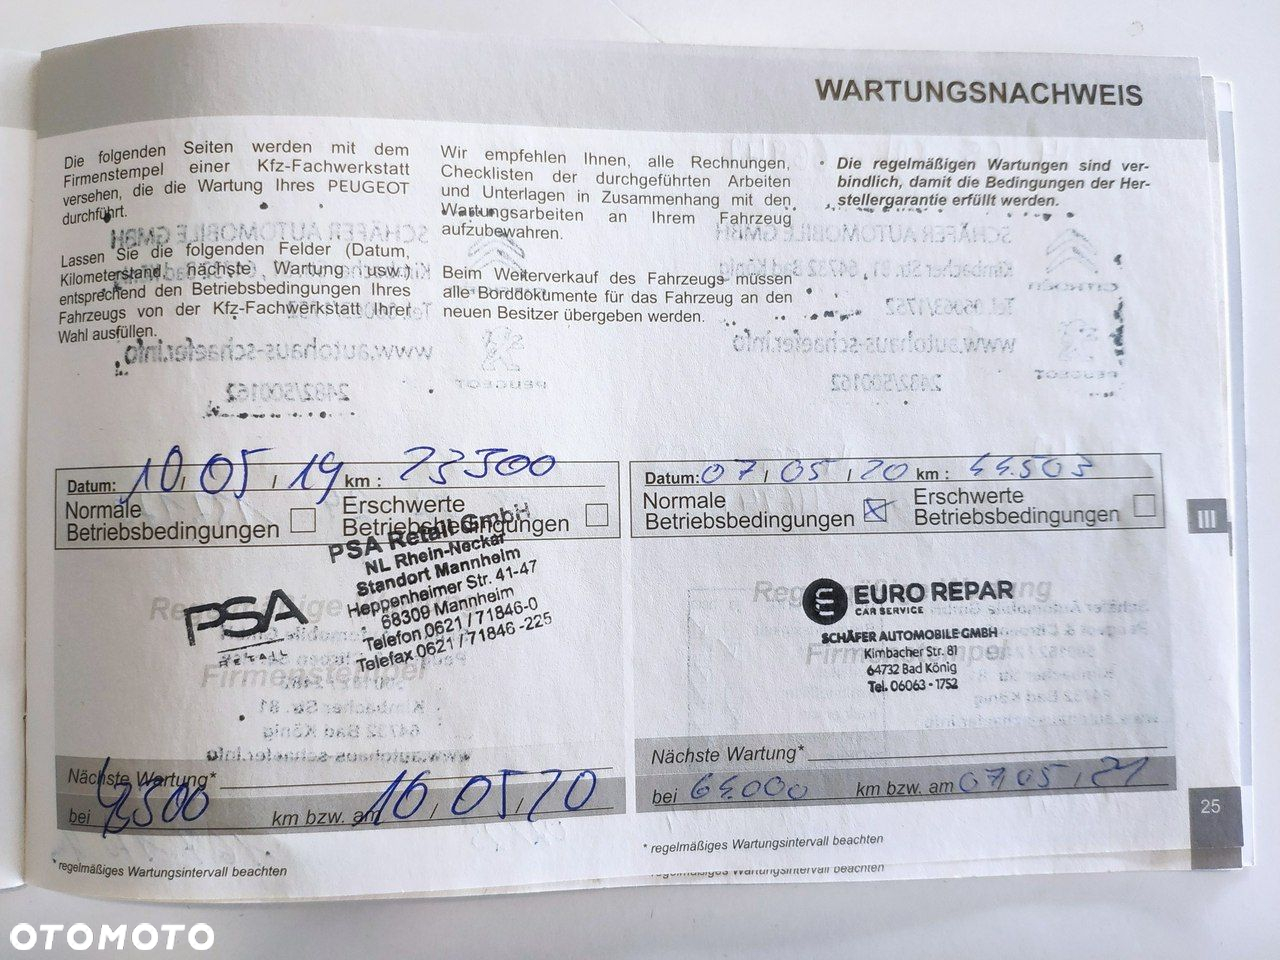 WARTUNGSNACHWEIS
Die folgenden Seiten werden mit dem
Firmenstempel einer Kfz-Fachwerkstatt
versehen, die die Wartung Ihres PEUGEOT
durchführt.
Lassen Sie die folgenden Felder (Datum,
Kilometerstand, nächste Wartung usw.)
entsprechend den Betriebsbedingungen Ihres
Fahrzeugs von der Kfz-Fachwerkstatt Ihrer
Wahl ausfüllen.
Wir empfehlen Ihnen, alle Rechnungen,
Checklisten der durchgeführten Arbeiten
und Unterlagen in Zusammenhang mit den
Wartungsarbeiten an Ihrem Fahrzeug
aufzubewahren.
Beim Weiterverkauf des Fahrzeugs müssen
alle Borddokumente für das Fahrzeug an den
neuen Besitzer übergeben werden.
• Die regelmäßigen Wartungen sind ver-
bindlich, damit die Bedingungen der Her-
stellergarantie erfüllt werden.
Datum: 10, 05, 19 km : 23300
Normale
Betriebsbedingungen
Erschwerte
Betriebsbedingungen
PSA Retail GmbH
NL Rhein-Neckar
Standort Mannheim
Heppenheimer Str. 41-47
68309 Mannheim
Telefon 0621 / 71846-0
Telefax 0621 / 71846 -225
PSA
RETAIL
Firmenstempel
Nächste Wartung*
bei km bzw. am 10, 05, 20
* regelmäßiges Wartungsintervall beachten
Datum: 07, 05, 20 km : 44.503
Normale
Betriebsbedingungen
Erschwerte
Betriebsbedingungen
EURO REPAR
CAR SERVICE
SCHÄFER AUTOMOBILE GMBH
Kimbacher Str. 81
64732 Bad König
Tel. 06063 - 1752
Nächste Wartung*
bei 64.000 km bzw. am 07, 05, 21
* regelmäßiges Wartungsintervall beachten
regelmäßiges Wartungsintervall beachten
III
25
OTOMOTO